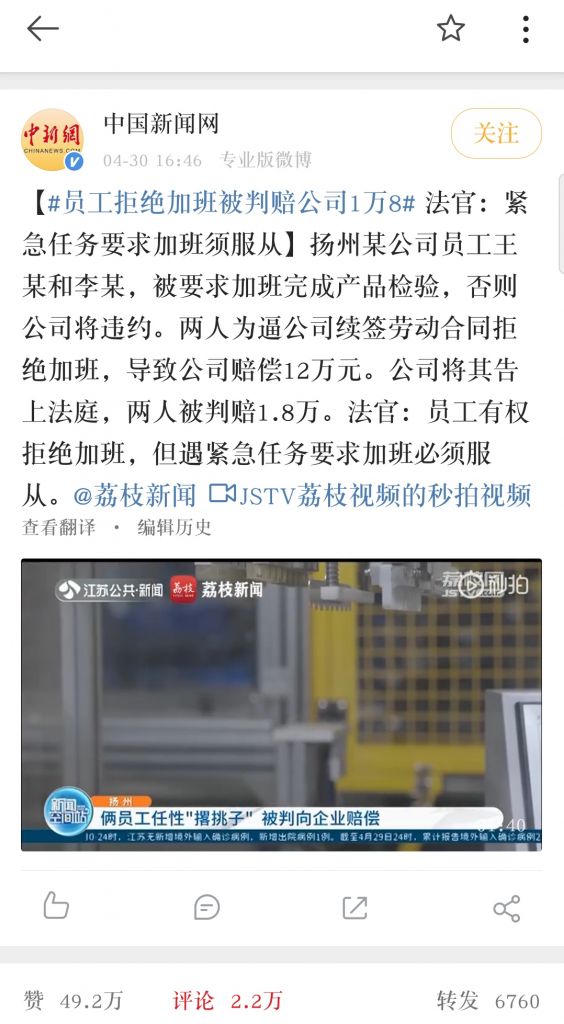 中国新闻网
关注
04-30 16:46 专业版微博
【#员工拒绝加班被判赔公司1万8# 法官：紧
急任务要求加班须服从】扬州某公司员工王
某和李某，被要求加班完成产品检验，否则
公司将违约。两人为逼公司续签劳动合同拒
绝加班，导致公司赔偿12万元。公司将其告
上法庭，两人被判赔1.8万。法官：员工有权
拒绝加班，但遇紧急任务要求加班必须服
从。@荔枝新闻 JSTV荔枝视频的秒拍视频
查看翻译 · 编辑历史
江苏公共·新闻 荔枝 荔枝新闻
秒拍
扬州
新闻
空间站
俩员工任性"撂挑子" 被判向企业赔偿
01:40
0-24时，江苏无新增境外输入确诊病例，新增出院病例1例。截至4月29日24时，累计报告境外输入确诊病例2
赞 49.2万 评论 2.2万 转发 6760